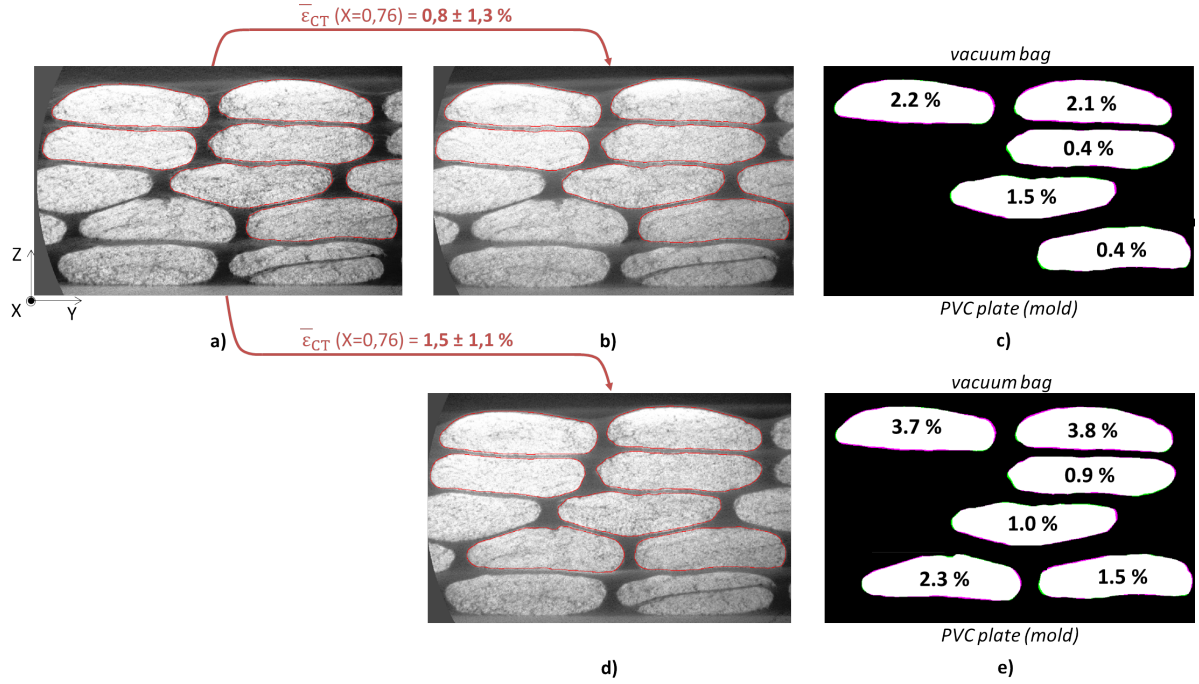 ε̅CT (X=0,76) = 0,8 ± 1,3 %
vacuum bag
2.2 %
2.1 %
0.4 %
1.5 %
0.4 %
Z
X
Y
PVC plate (mold)
a)
b)
c)
ε̅CT (X=0,76) = 1,5 ± 1,1 %
vacuum bag
3.7 %
3.8 %
0.9 %
1.0 %
2.3 %
1.5 %
PVC plate (mold)
d)
e)